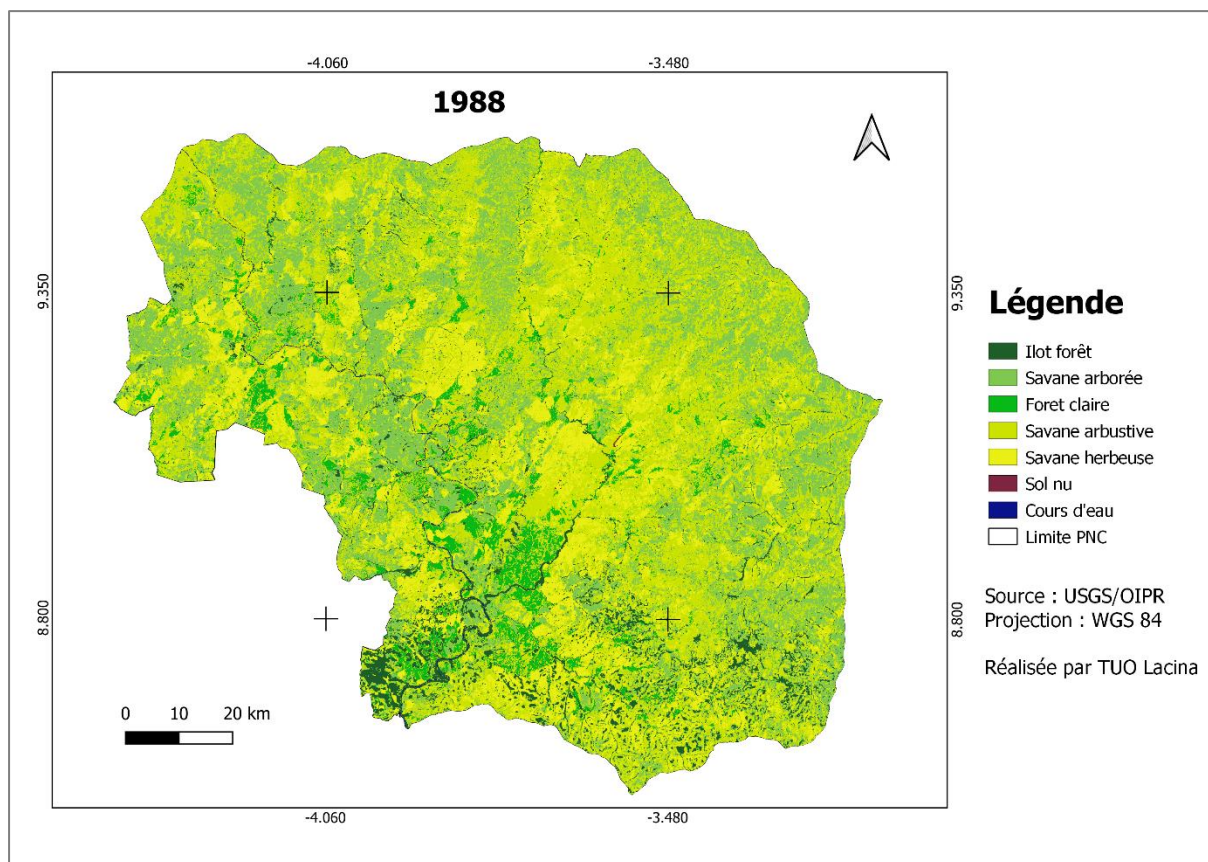 -4.060
-3.480
1988
9.350
9.350
Légende
Ilot forêt
Savane arborée
Foret claire
Savane arbustive
Savane herbeuse
Sol nu
Cours d'eau
Limite PNC
8.800
8.800
Source : USGS/OIPR
Projection : WGS 84
Réalisée par TUO Lacina
0 10 20 km
-4.060
-3.480